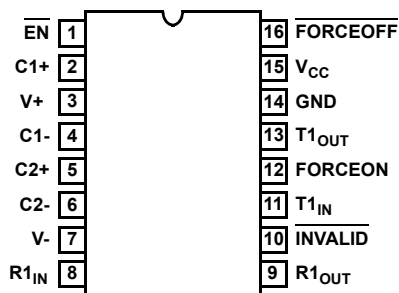 EN 1 16 FORCEOFF
C1+ 2 15 VCC
V+ 3 14 GND
C1- 4 13 T1OUT
C2+ 5 12 FORCEON
C2- 6 11 T1IN
V- 7 10 INVALID
R1IN 8 9 R1OUT